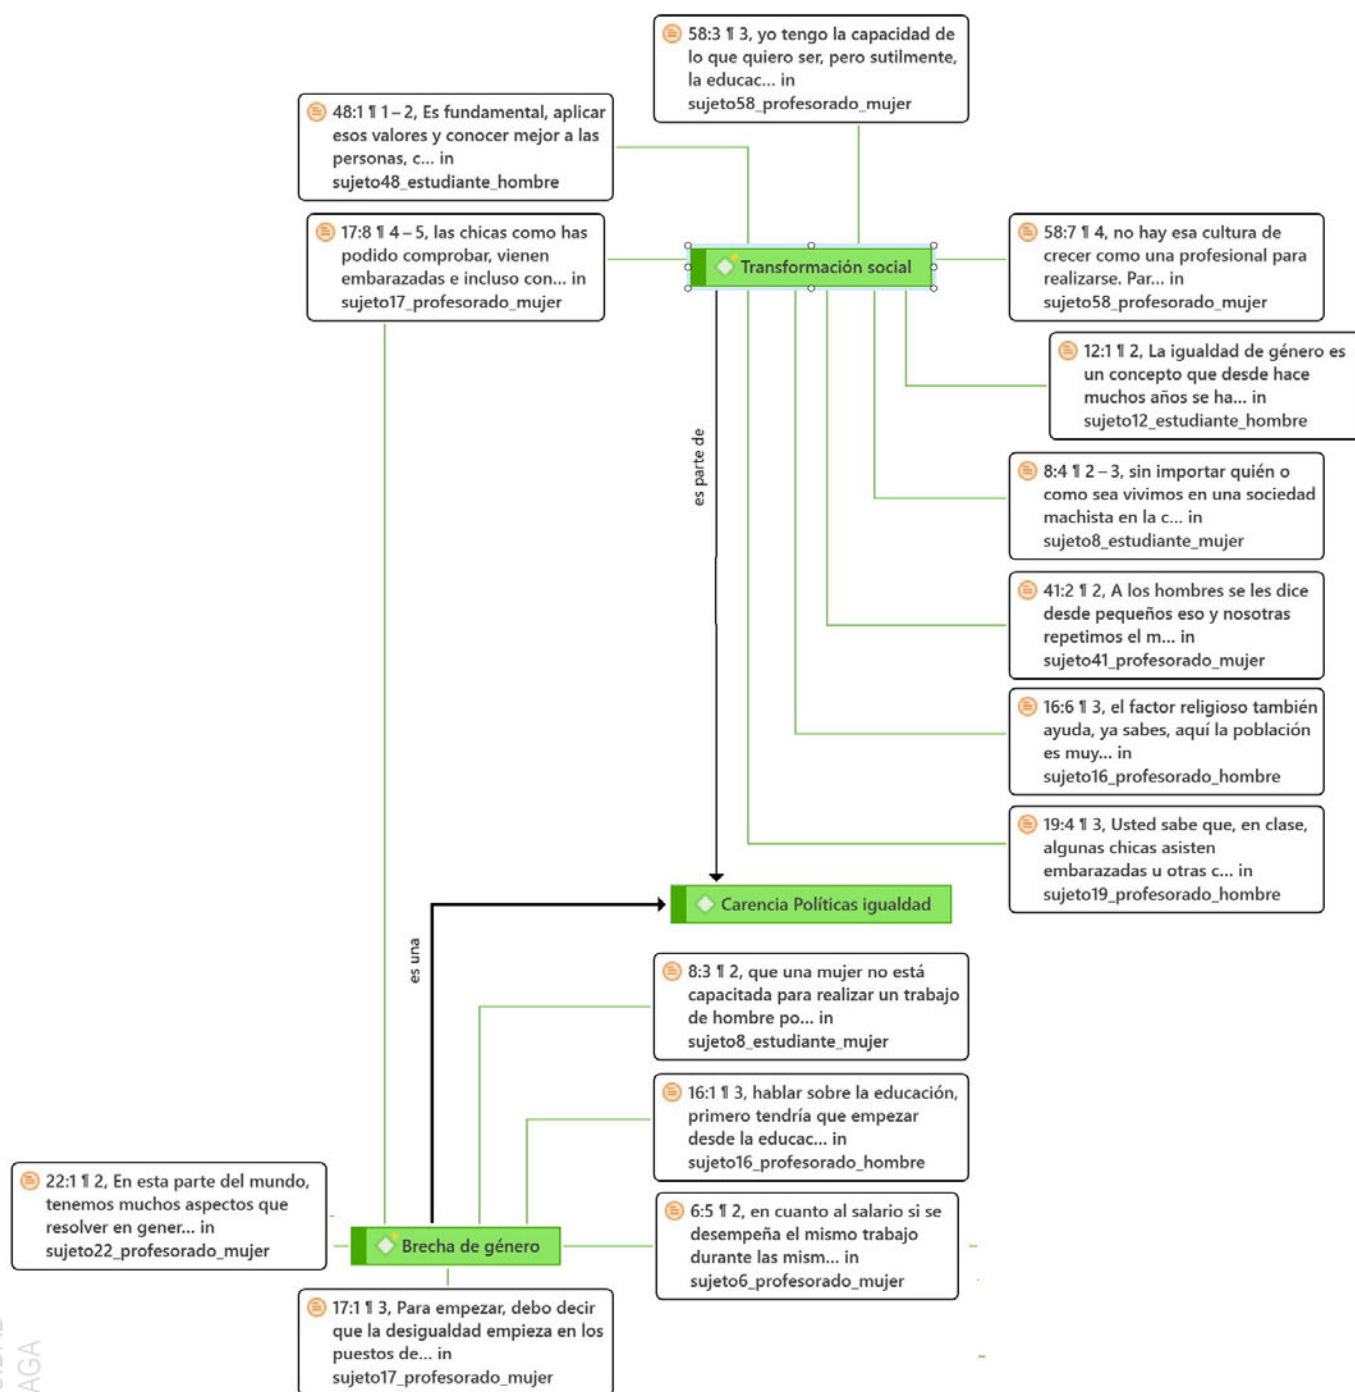 58:3 ¶ 3, yo tengo la capacidad de
lo que quiero ser, pero sutilmente,
la educac... in
sujeto58_profesorado_mujer
48:1 ¶ 1 – 2, Es fundamental, aplicar
esos valores y conocer mejor a las
personas, c... in
sujeto48_estudiante_hombre
17:8 ¶ 4 – 5, las chicas como has
podido comprobar, vienen
embarazadas e incluso con... in
sujeto17_profesorado_mujer
Transformación social
58:7 ¶ 4, no hay esa cultura de
crecer como una profesional para
realizarse. Par... in
sujeto58_profesorado_mujer
12:1 ¶ 2, La igualdad de género es
un concepto que desde hace
muchos años se ha... in
sujeto12_estudiante_hombre
es parte de
8:4 ¶ 2 – 3, sin importar quién o
como sea vivimos en una sociedad
machista en la c... in
sujeto8_estudiante_mujer
41:2 ¶ 2, A los hombres se les dice
desde pequeños eso y nosotras
repetimos el m... in
sujeto41_profesorado_mujer
16:6 ¶ 3, el factor religioso también
ayuda, ya sabes, aquí la población
es muy... in
sujeto16_profesorado_hombre
19:4 ¶ 3, Usted sabe que, en clase,
algunas chicas asisten
embarazadas u otras c... in
sujeto19_profesorado_hombre
Carencia Políticas igualdad
es una
8:3 ¶ 2, que una mujer no está
capacitada para realizar un trabajo
de hombre po... in
sujeto8_estudiante_mujer
16:1 ¶ 3, hablar sobre la educación,
primero tendría que empezar
desde la educac... in
sujeto16_profesorado_hombre
22:1 ¶ 2, En esta parte del mundo,
tenemos muchos aspectos que
resolver en gener... in
sujeto22_profesorado_mujer
Brecha de género
6:5 ¶ 2, en cuanto al salario si se
desempeña el mismo trabajo
durante las mism... in
sujeto6_profesorado_mujer
17:1 ¶ 3, Para empezar, debo decir
que la desigualdad empieza en los
puestos de... in
sujeto17_profesorado_mujer
AGA